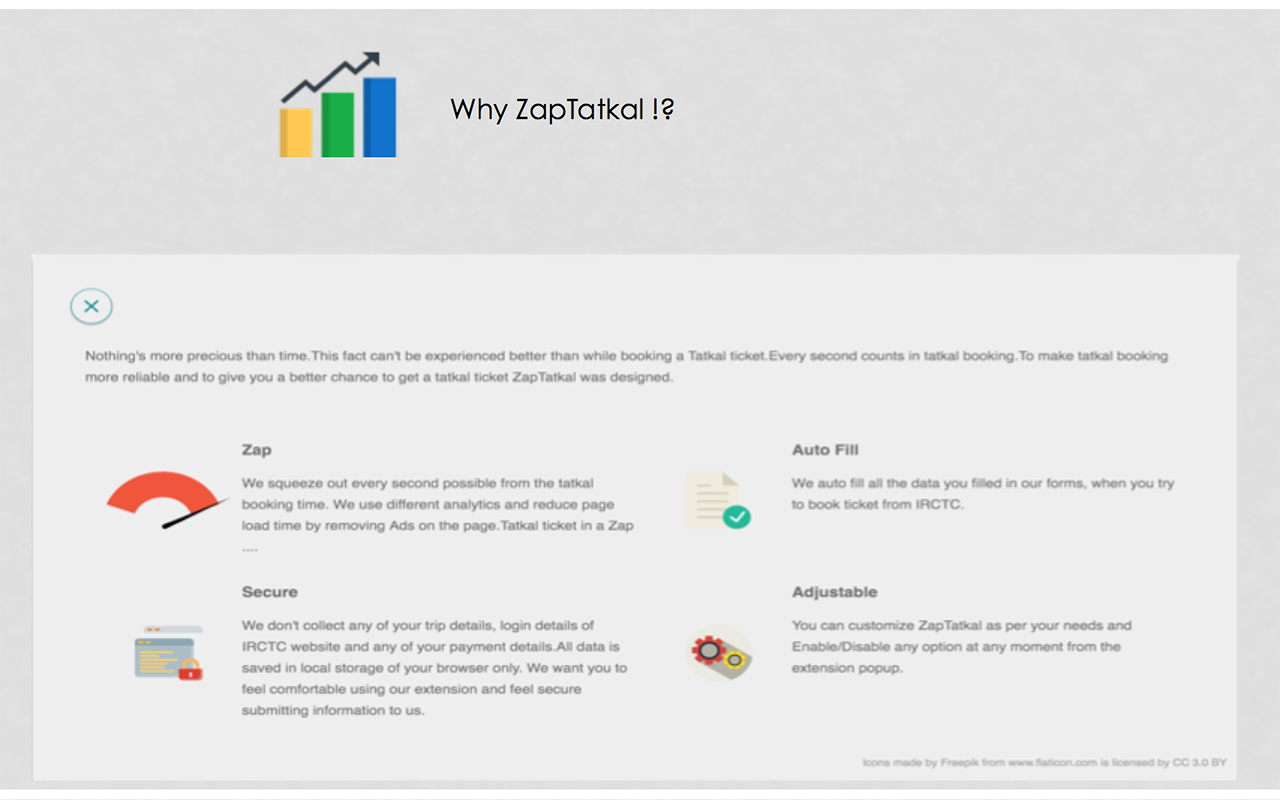 Why ZapTatkal !?
Nothing's more precious than time.This fact can't be experienced better than while booking a Tatkal ticket.Every second counts in tatkal booking.To make tatkal booking
more reliable and to give you a better chance to get a tatkal ticket ZapTatkal was designed.
Zap
We squeeze out every second possible from the tatkal
booking time. We use different analytics and reduce page
load time by removing Ads on the page.Tatkal ticket in a Zap
....
Auto Fill
We auto fill all the data you filled in our forms, when you try
to book ticket from IRCTC.
Secure
We don't collect any of your trip details, login details of
IRCTC website and any of your payment details.All data is
saved in local storage of your browser only. We want you to
feel comfortable using our extension and feel secure
submitting information to us.
Adjustable
You can customize ZapTatkal as per your needs and
Enable/Disable any option at any moment from the
extension popup.
Icons made by Freepik from www.flaticon.com is licensed by CC 3.0 BY